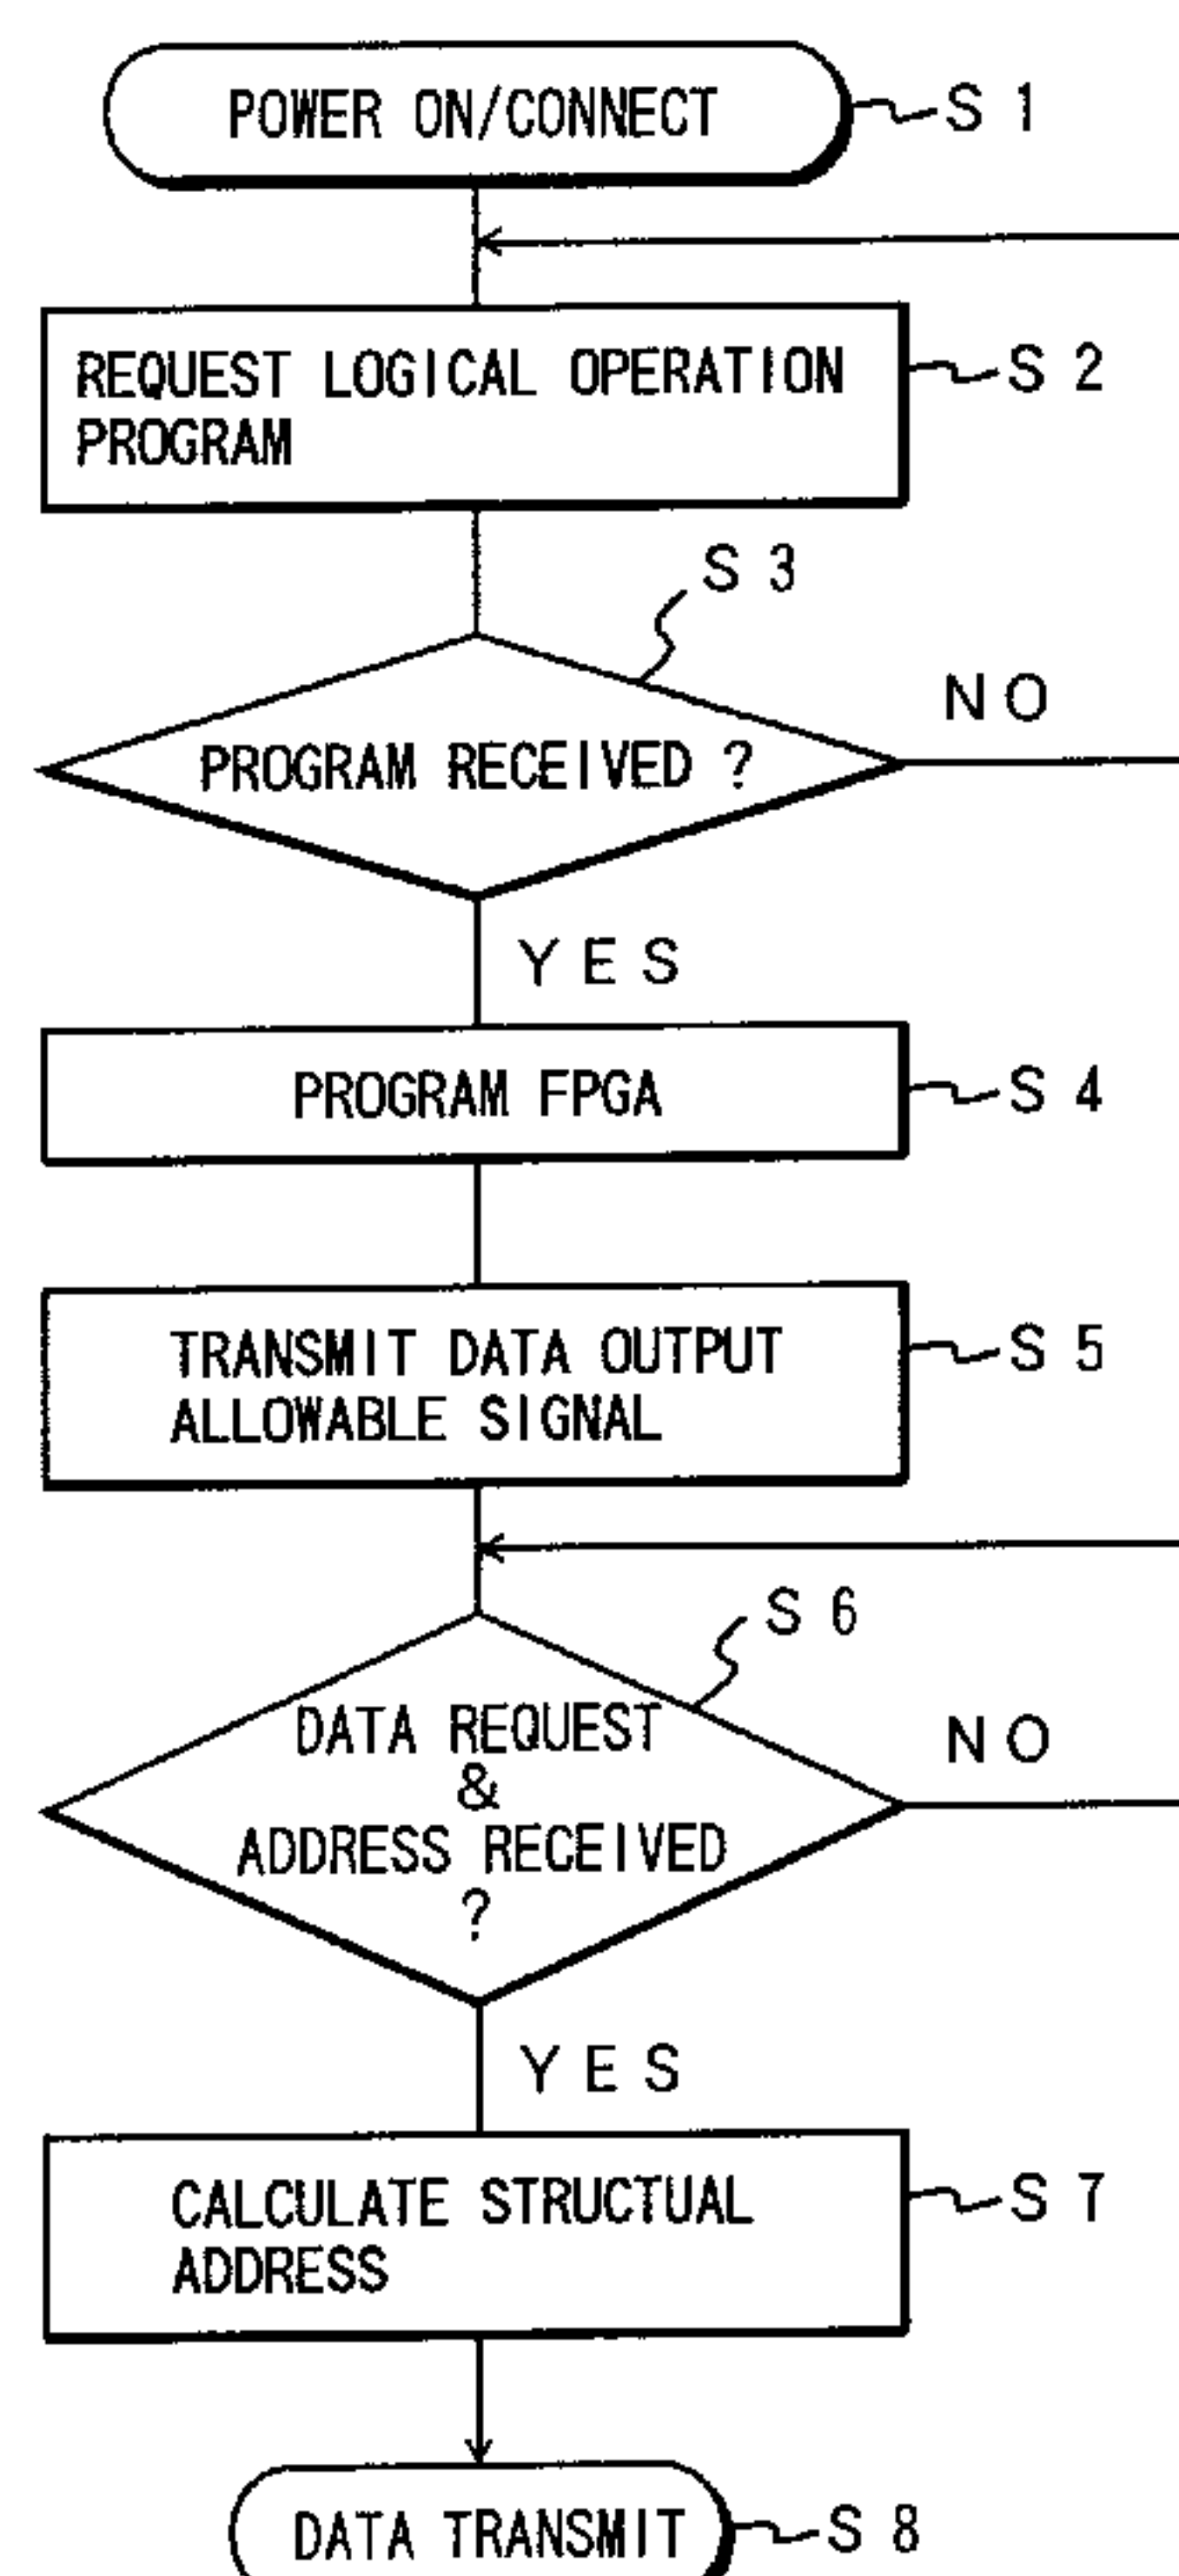 POWER ON/CONNECT
S 1
REQUEST LOGICAL OPERATION
PROGRAM
S 2
S 3
PROGRAM RECEIVED ?
NO
YES
PROGRAM FPGA
S 4
TRANSMIT DATA OUTPUT
ALLOWABLE SIGNAL
S 5
S 6
DATA REQUEST
&
ADDRESS RECEIVED
?
NO
YES
CALCULATE STRUCTUAL
ADDRESS
S 7
DATA TRANSMIT
S 8